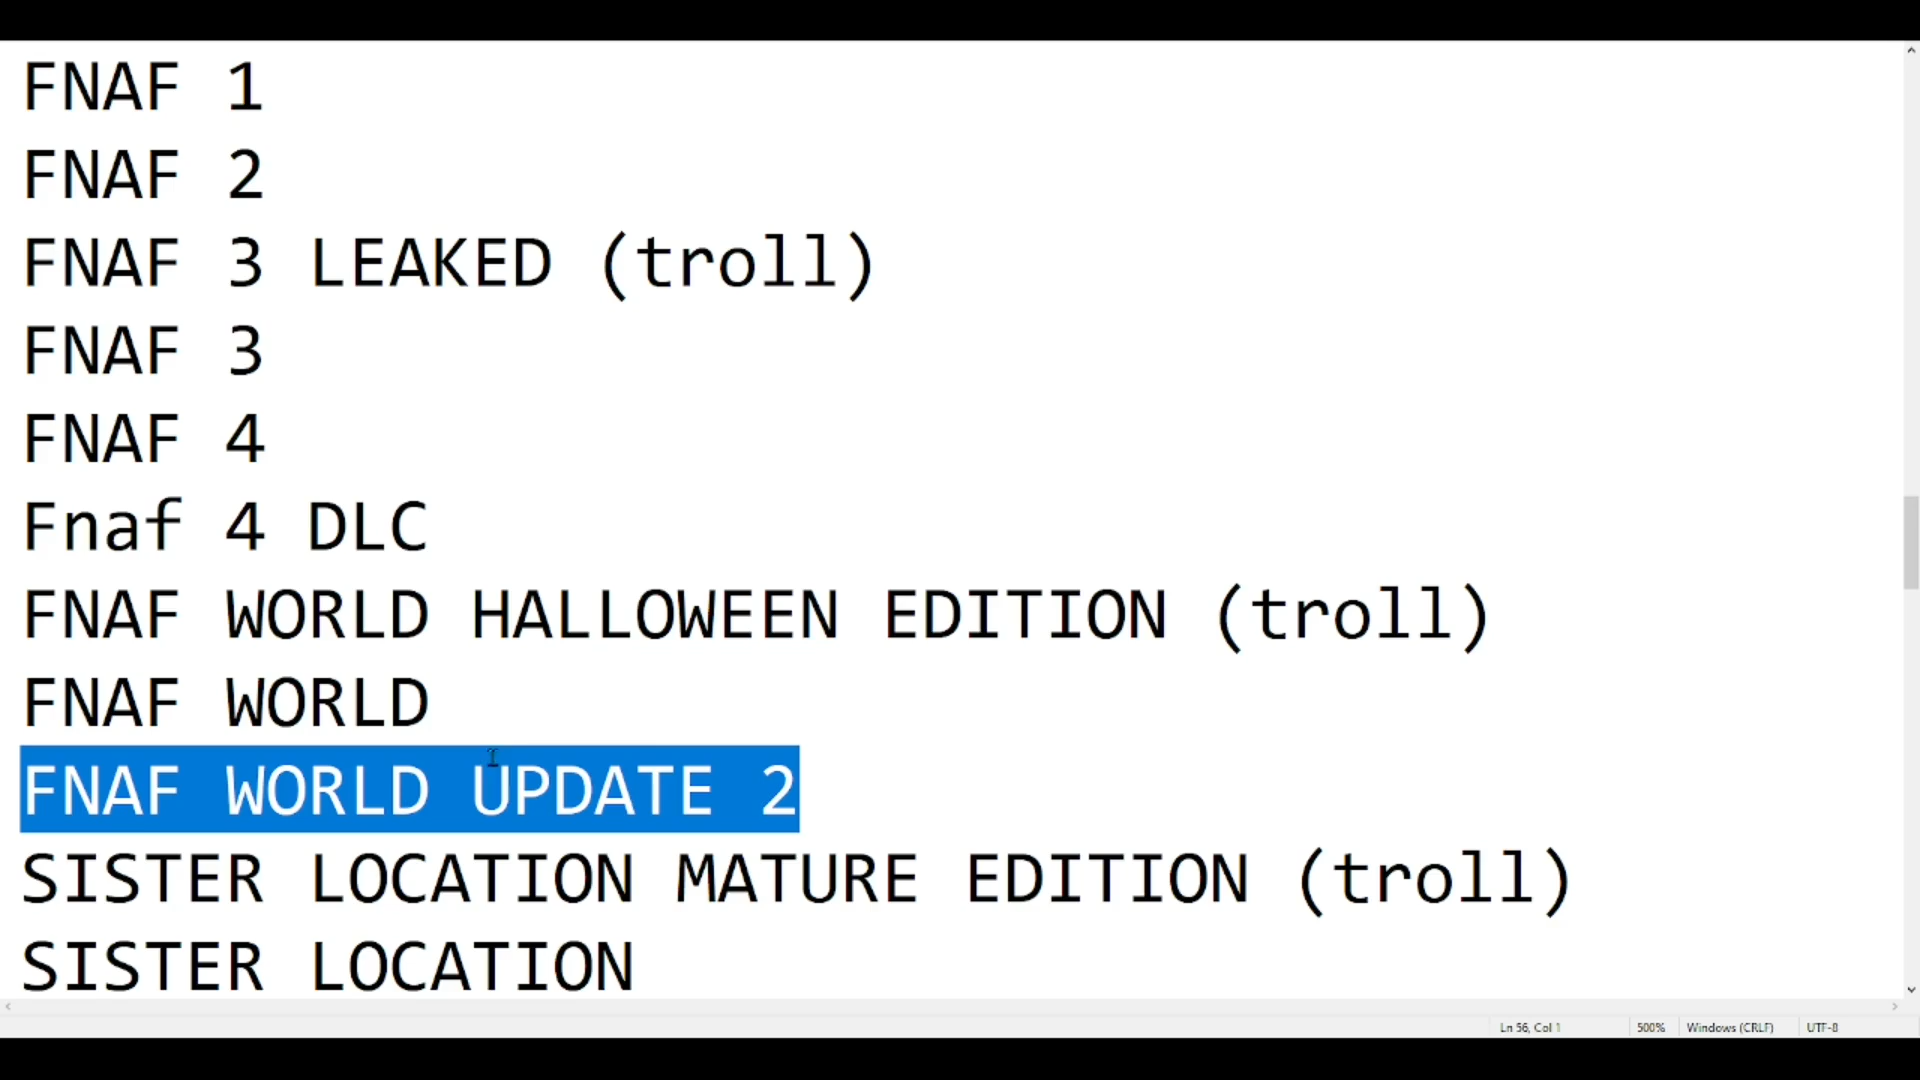 FNAF 1
FNAF 2
FNAF 3 LEAKED (troll)
FNAF 3
FNAF 4
Fnaf 4 DLC
FNAF WORLD HALLOWEEN EDITION (troll)
FNAF WORLD
FNAF WORLD UPDATE 2
SISTER LOCATION MATURE EDITION (troll)
SISTER LOCATION
Ln 56, Col 1 500% Windows (CRLF) UTF-8